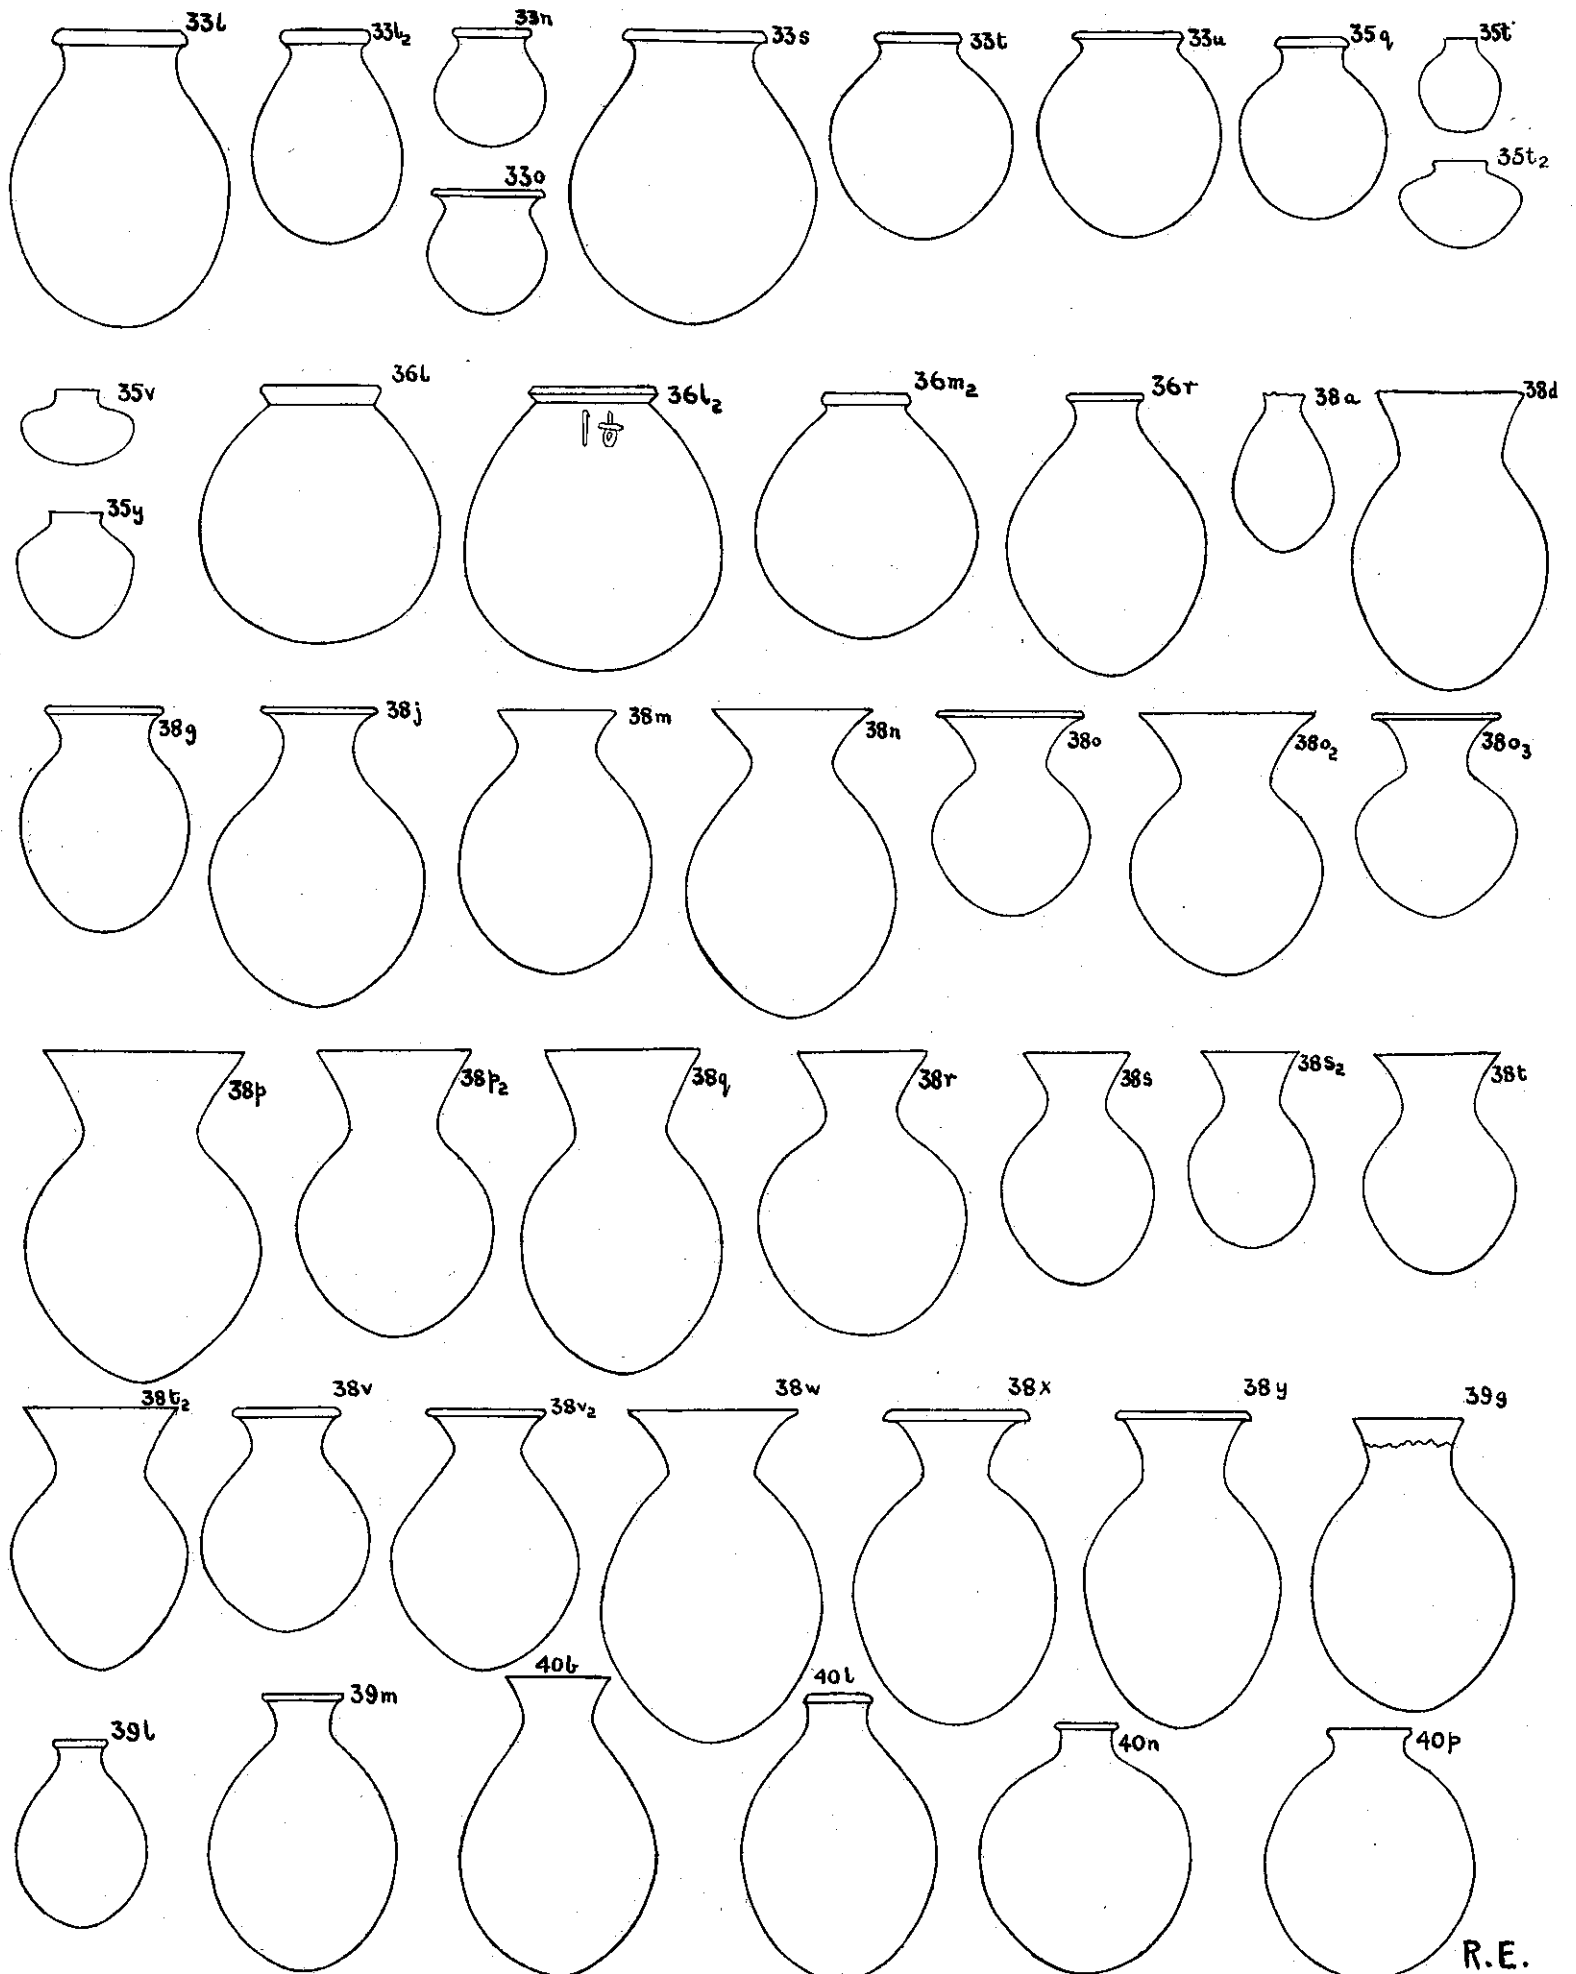 33l 33l₂ 33n 33s 33t 33u 35q 35t
33o 35t₂
35v 36l 36l₂ 36m₂ 36r 38a 38d
35y
38g 38j 38m 38n 38o 38o₂ 38o₃
38p 38p₂ 38q 38r 38s 38s₂ 38t
38t₂ 38v 38v₂ 38w 38x 38y 39g
39l 39m 40b 40l 40n 40p
R.E.